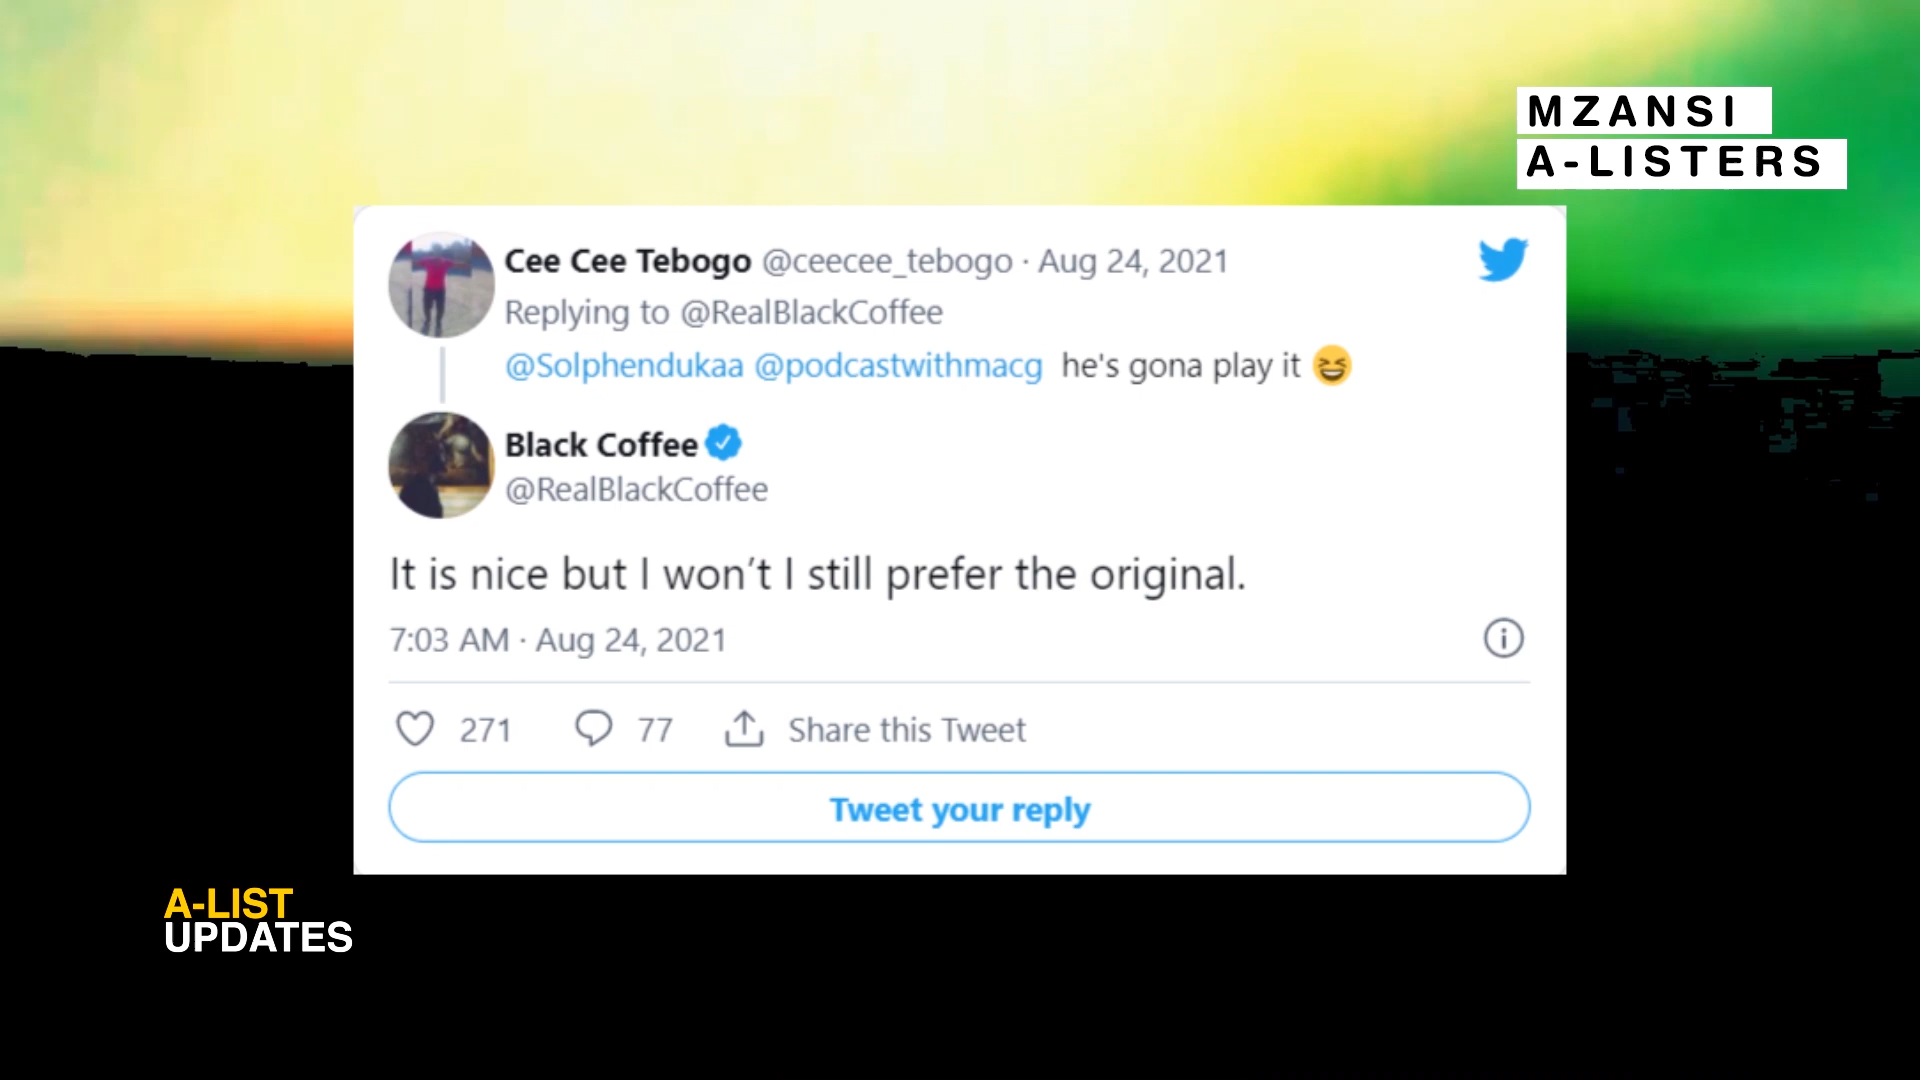 MZANSI
A-LISTERS
Cee Cee Tebogo @ceecee_tebogo · Aug 24, 2021
Replying to @RealBlackCoffee
@Solphendukaa @podcastwithmacg he's gona play it 😆
Black Coffee
@RealBlackCoffee
It is nice but I won’t I still prefer the original.
7:03 AM · Aug 24, 2021
271 77 Share this Tweet
Tweet your reply
A-LIST
UPDATES